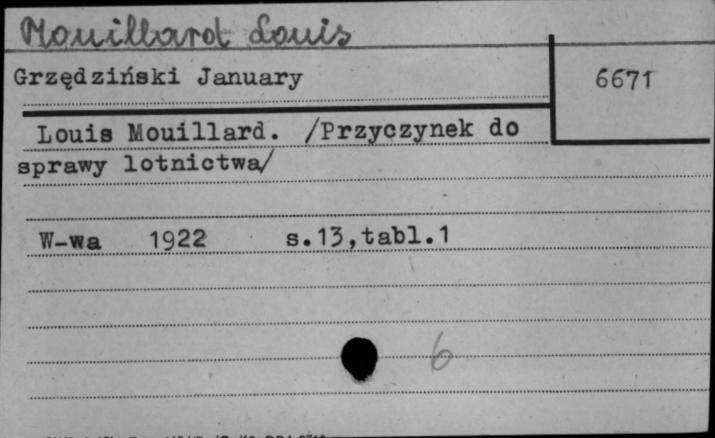 Mouillard Louis
Grzędziński January
6671
Louis Mouillard. /Przyczynek do
sprawy lotnictwa/
W-wa 1922 s.13,tabl.1
6